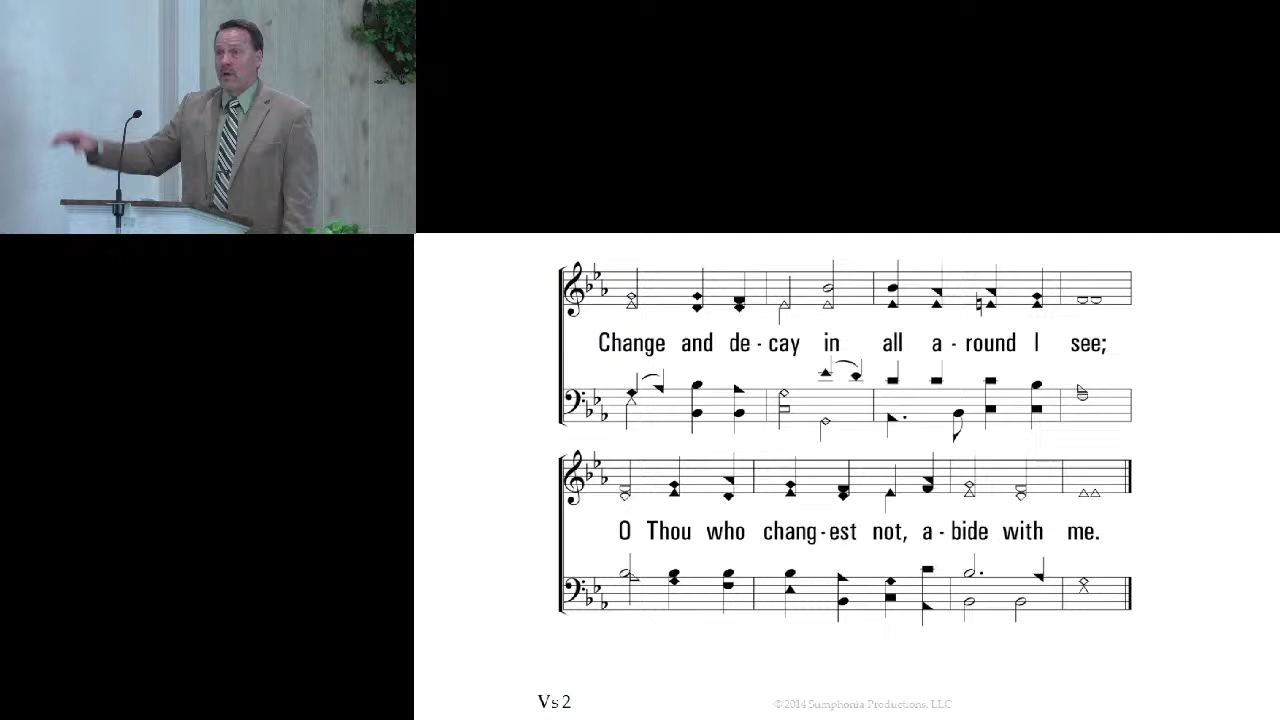 Change and de - cay in all a - round I see;
O Thou who chang - est not, a - bide with me.
Vs 2
© 2014 Sumphonia Productions, LLC